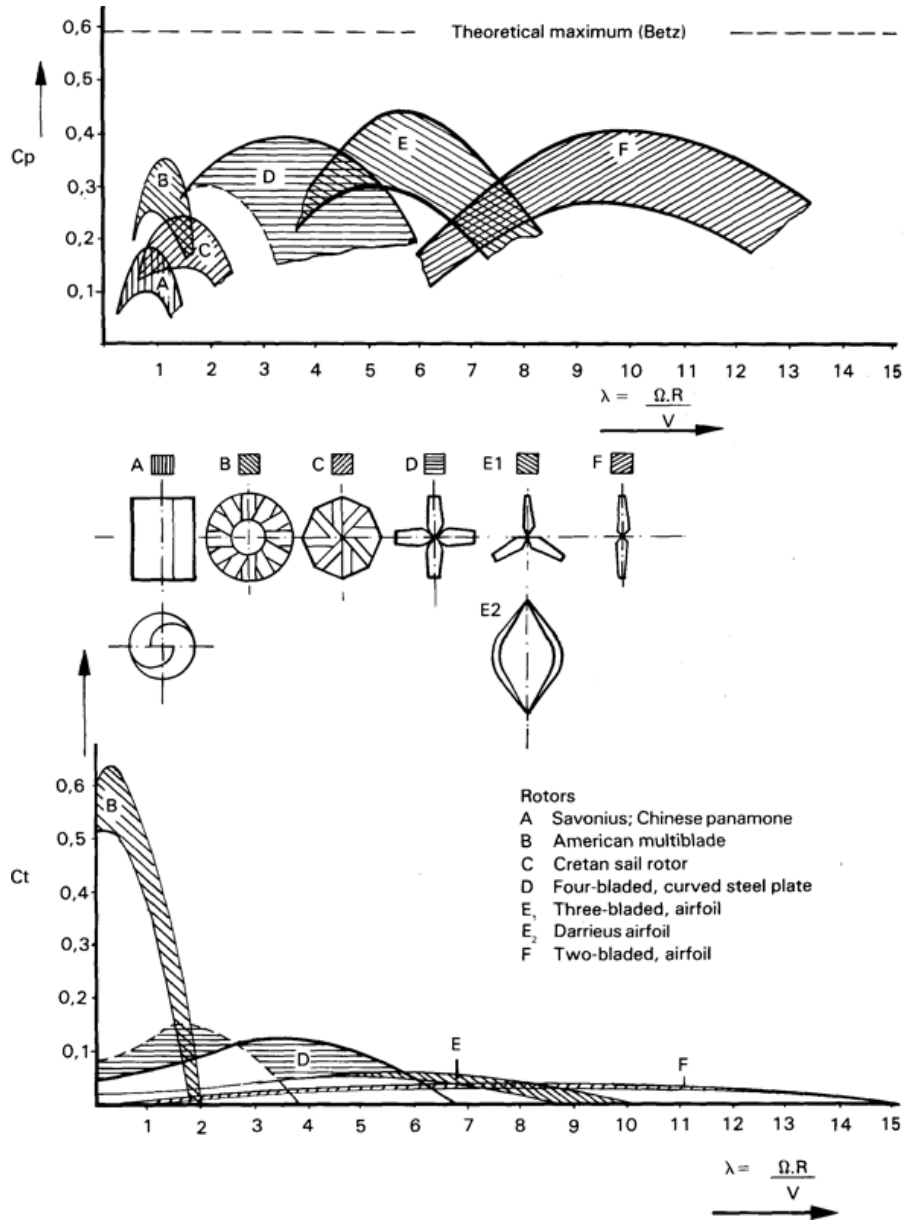 0,6
Theoretical maximum (Betz)
0,5
Cp
0,4
E
F
D
B
0,3
0,2
C
A
0,1
1 2 3 4 5 6 7 8 9 10 11 12 13 14 15
λ = Ω.R
V
A B C D E1 F
E2
0,6
B
0,5
Ct
0,4
0,3
0,2
0,1
D
E
F
Rotors
A Savonius; Chinese panamone
B American multiblade
C Cretan sail rotor
D Four-bladed, curved steel plate
E1 Three-bladed, airfoil
E2 Darrieus airfoil
F Two-bladed, airfoil
1 2 3 4 5 6 7 8 9 10 11 12 13 14 15
λ = Ω.R
V